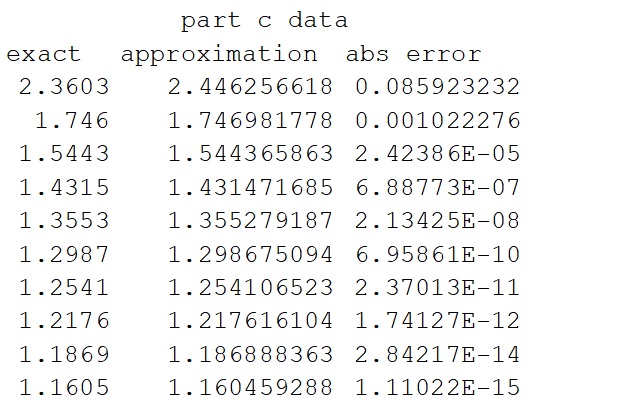 part c data
exact approximation abs error
2.3603 2.446256618 0.085923232
1.746 1.746981778 0.001022276
1.5443 1.544365863 2.42386E-05
1.4315 1.431471685 6.88773E-07
1.3553 1.355279187 2.13425E-08
1.2987 1.298675094 6.95861E-10
1.2541 1.254106523 2.37013E-11
1.2176 1.217616104 1.74127E-12
1.1869 1.186888363 2.84217E-14
1.1605 1.160459288 1.11022E-15